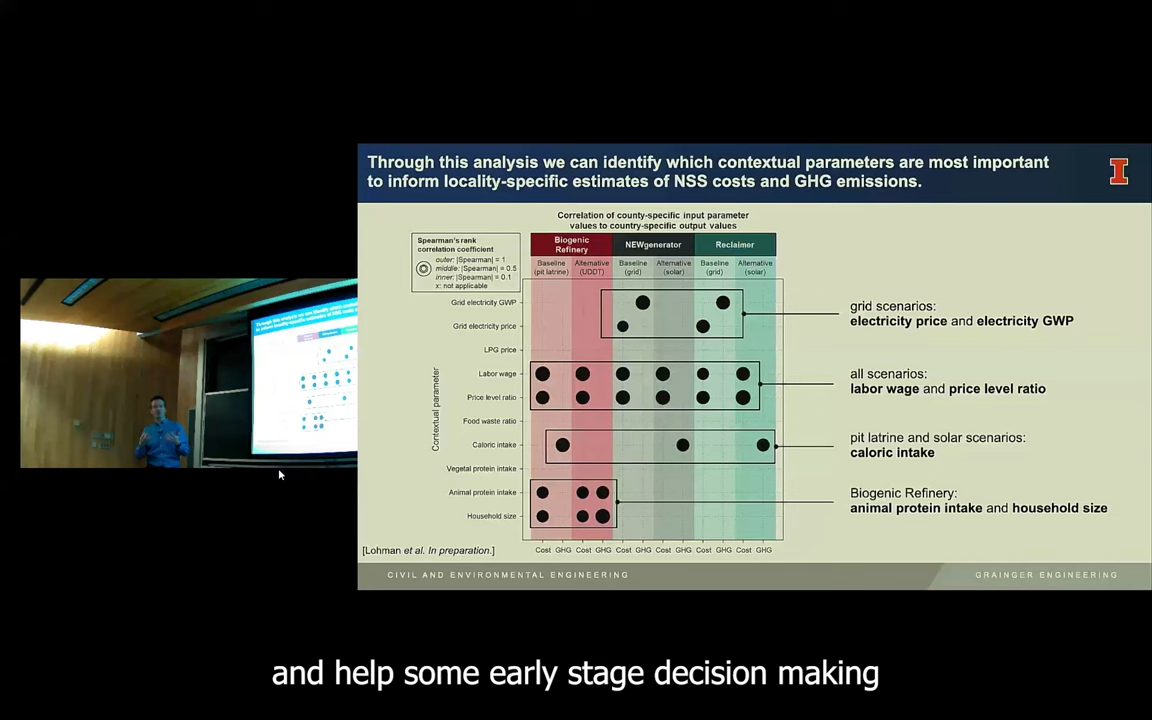 Through this analysis we can identify which contextual parameters are most important
to inform locality-specific estimates of NSS costs and GHG emissions.
Correlation of county-specific input parameter
values to country-specific output values
Spearman's rank
correlation coefficient
outer: |Spearman| = 1
middle: |Spearman| = 0.5
inner: |Spearman| = 0.1
x: not applicable
Biogenic
Refinery
NEWgenerator
Reclaimer
Baseline
(pit latrine)
Alternative
(UDDT)
Baseline
(grid)
Alternative
(solar)
Baseline
(grid)
Alternative
(solar)
Contextual parameter
Grid electricity GWP
Grid electricity price
LPG price
Labor wage
Price level ratio
Food waste ratio
Caloric intake
Vegetal protein intake
Animal protein intake
Household size
Cost GHG Cost GHG Cost GHG Cost GHG Cost GHG Cost GHG
grid scenarios:
electricity price and electricity GWP
all scenarios:
labor wage and price level ratio
pit latrine and solar scenarios:
caloric intake
Biogenic Refinery:
animal protein intake and household size
[Lohman et al. In preparation.]
CIVIL AND ENVIRONMENTAL ENGINEERING
GRAINGER ENGINEERING
and help some early stage decision making